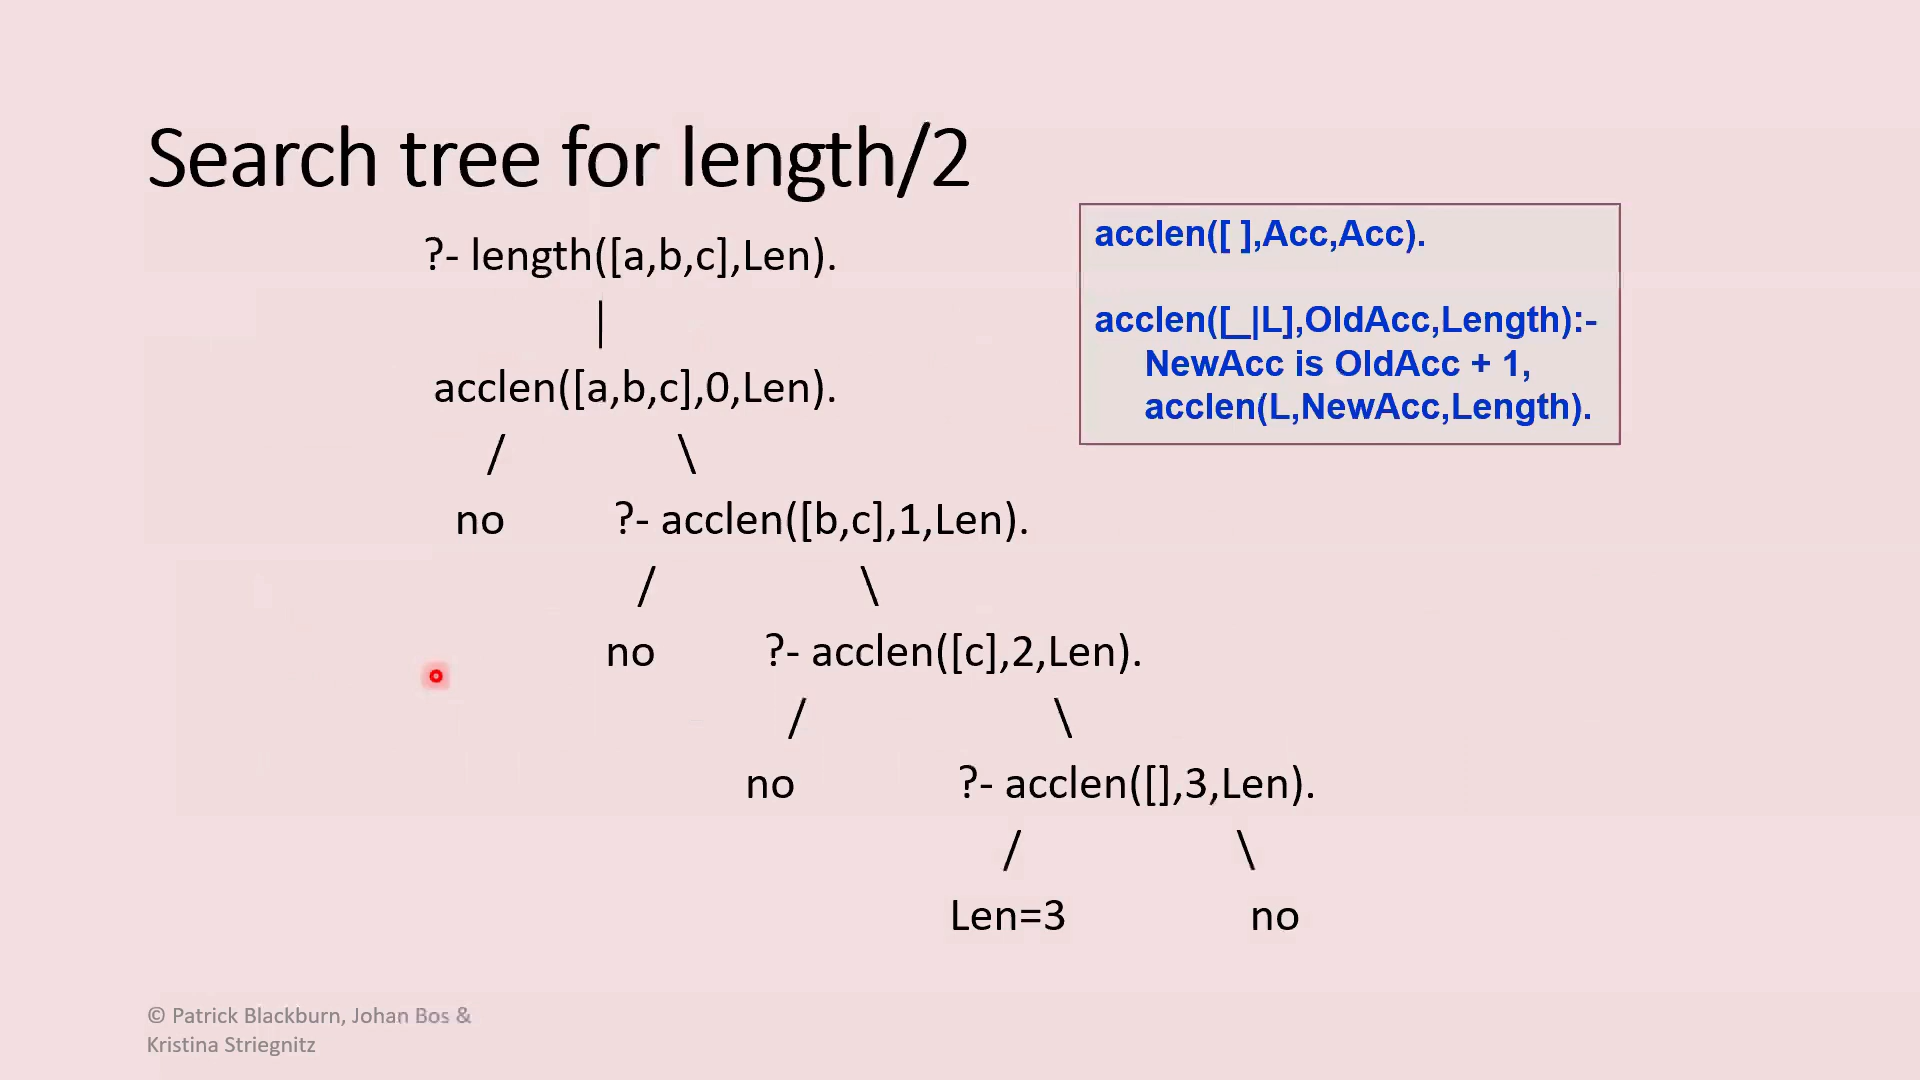 Search tree for length/2
?- length([a,b,c],Len).
|
acclen([a,b,c],0,Len).
/ \
no ?- acclen([b,c],1,Len).
/ \
no ?- acclen([c],2,Len).
/ \
no ?- acclen([],3,Len).
/ \
Len=3 no
acclen([ ],Acc,Acc).
acclen([_|L],OldAcc,Length):-
NewAcc is OldAcc + 1,
acclen(L,NewAcc,Length).
© Patrick Blackburn, Johan Bos &
Kristina Striegnitz